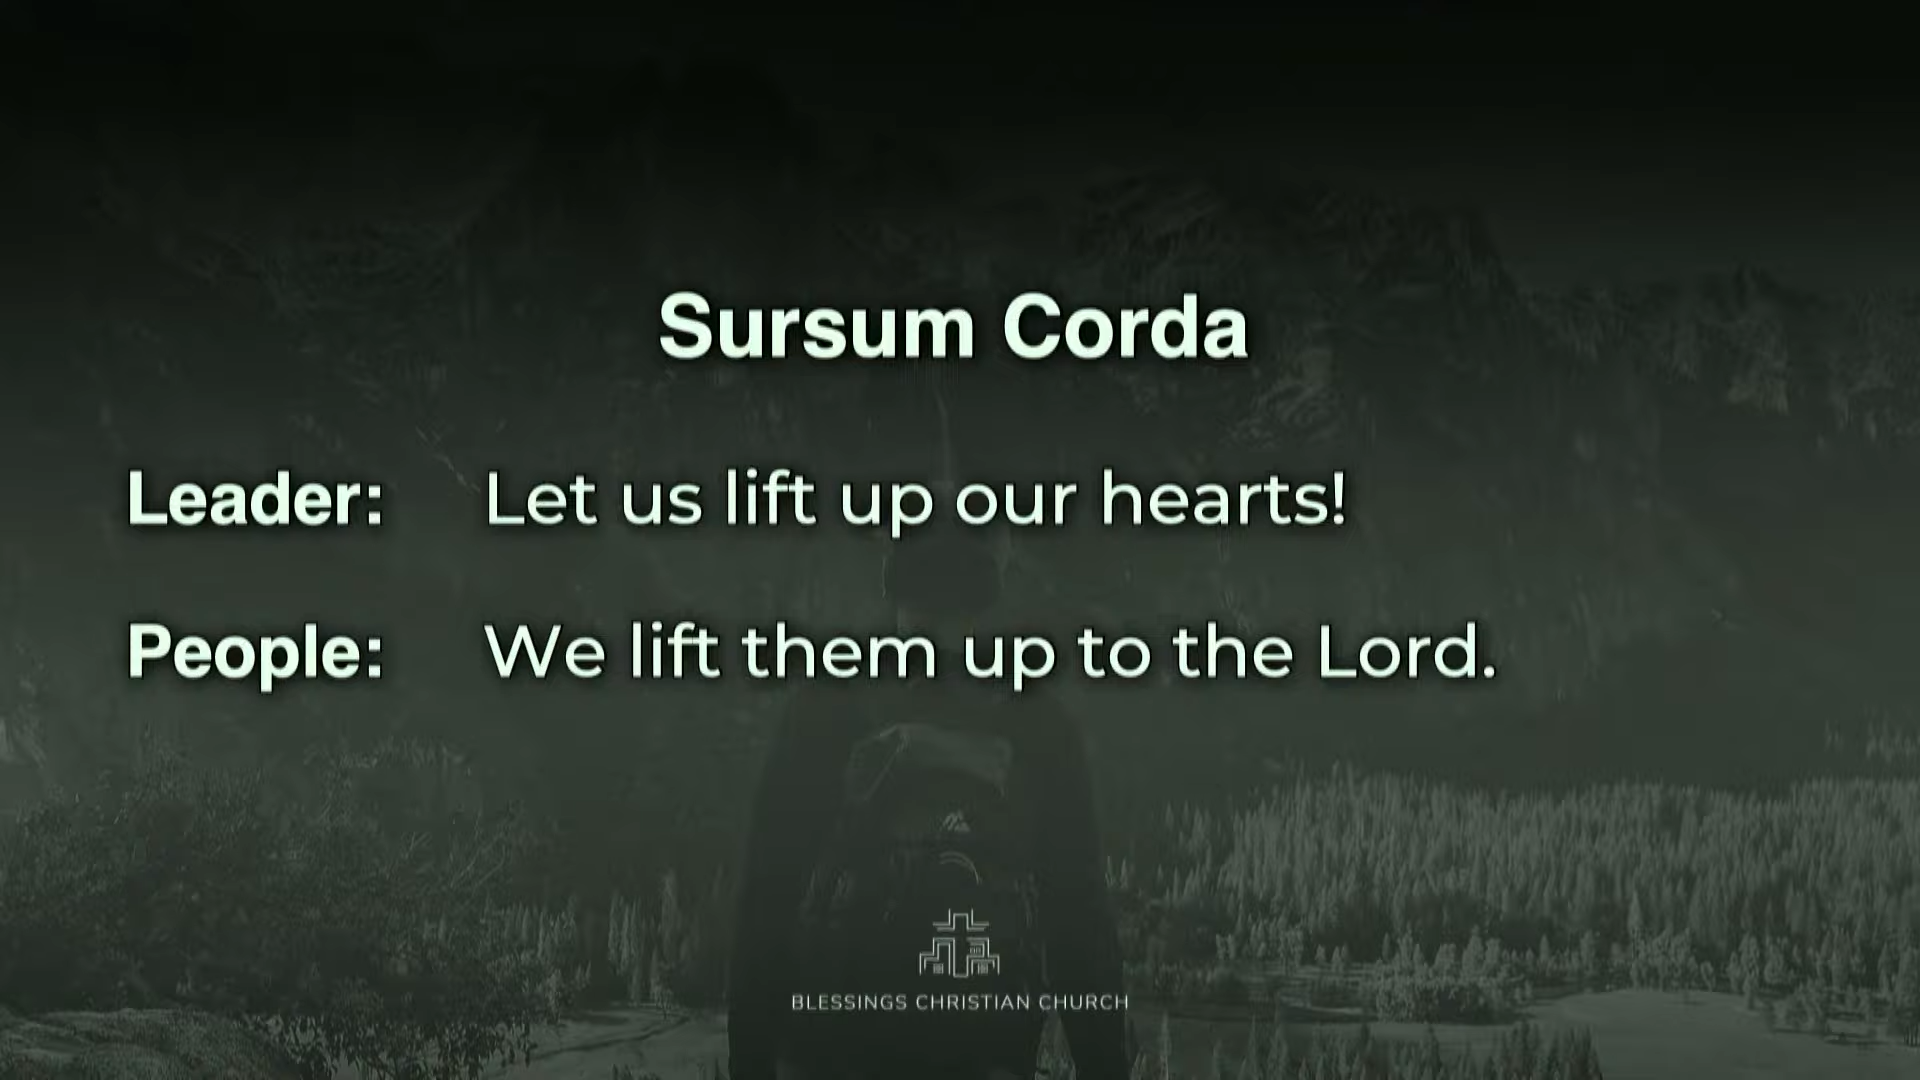 Sursum Corda
Leader: Let us lift up our hearts!
People: We lift them up to the Lord.
BLESSINGS CHRISTIAN CHURCH